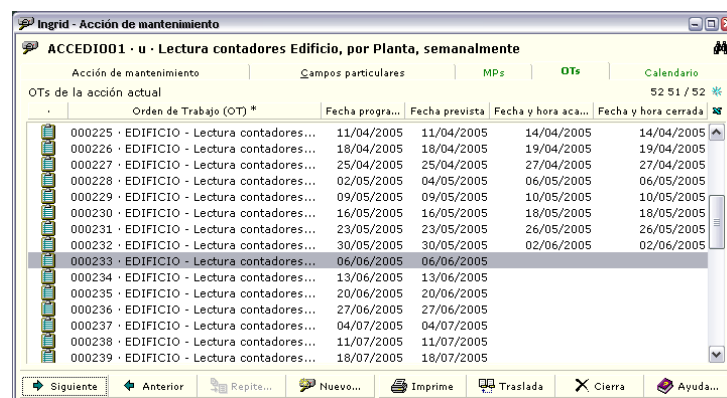 Ingrid - Acción de mantenimiento
ACCEDI001 · u · Lectura contadores Edificio, por Planta, semanalmente
Acción de mantenimiento Campos particulares MPs OTs Calendario
OTs de la acción actual 52 51 / 52
· Orden de Trabajo (OT) * Fecha progra... Fecha prevista Fecha y hora aca... Fecha y hora cerrada
000225 · EDIFICIO - Lectura contadores... 11/04/2005 11/04/2005 14/04/2005 14/04/2005
000226 · EDIFICIO - Lectura contadores... 18/04/2005 18/04/2005 19/04/2005 19/04/2005
000227 · EDIFICIO - Lectura contadores... 25/04/2005 25/04/2005 27/04/2005 27/04/2005
000228 · EDIFICIO - Lectura contadores... 02/05/2005 04/05/2005 06/05/2005 06/05/2005
000229 · EDIFICIO - Lectura contadores... 09/05/2005 09/05/2005 10/05/2005 10/05/2005
000230 · EDIFICIO - Lectura contadores... 16/05/2005 16/05/2005 18/05/2005 18/05/2005
000231 · EDIFICIO - Lectura contadores... 23/05/2005 23/05/2005 26/05/2005 26/05/2005
000232 · EDIFICIO - Lectura contadores... 30/05/2005 30/05/2005 02/06/2005 02/06/2005
000233 · EDIFICIO - Lectura contadores... 06/06/2005 06/06/2005
000234 · EDIFICIO - Lectura contadores... 13/06/2005 13/06/2005
000235 · EDIFICIO - Lectura contadores... 20/06/2005 20/06/2005
000236 · EDIFICIO - Lectura contadores... 27/06/2005 27/06/2005
000237 · EDIFICIO - Lectura contadores... 04/07/2005 04/07/2005
000238 · EDIFICIO - Lectura contadores... 11/07/2005 11/07/2005
000239 · EDIFICIO - Lectura contadores... 18/07/2005 18/07/2005
Siguiente Anterior Repite... Nuevo... Imprime Traslada Cierra Ayuda...